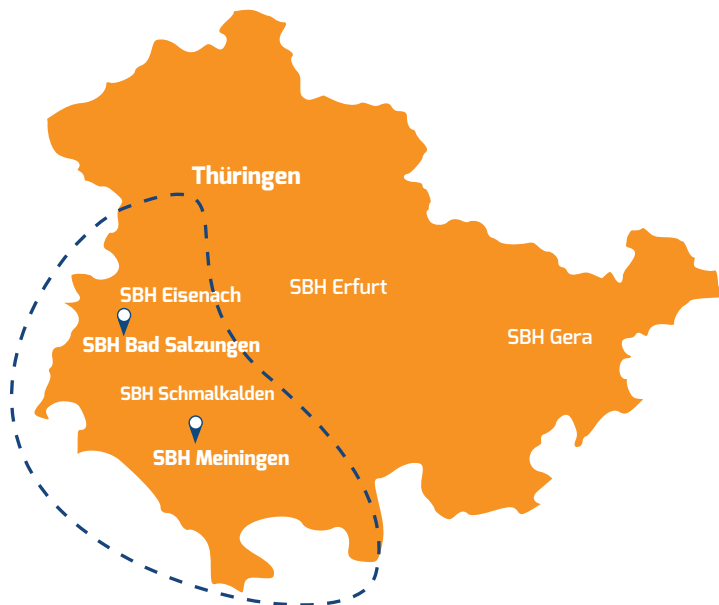 Thüringen
SBH Eisenach
SBH Erfurt
SBH Bad Salzungen
SBH Gera
SBH Schmalkalden
SBH Meiningen